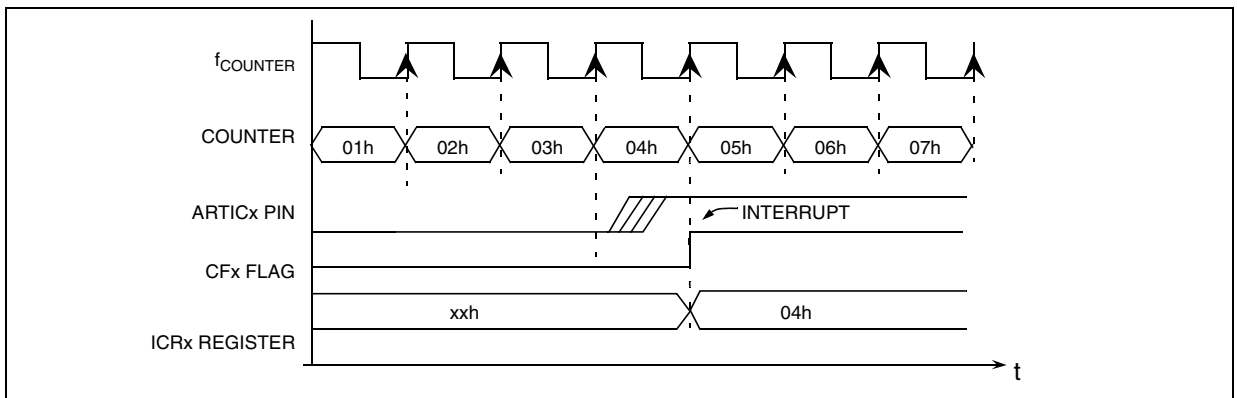 fCOUNTER
COUNTER
01h 02h 03h 04h 05h 06h 07h
ARTICx PIN
INTERRUPT
CFx FLAG
xxh 04h
ICRx REGISTER
t